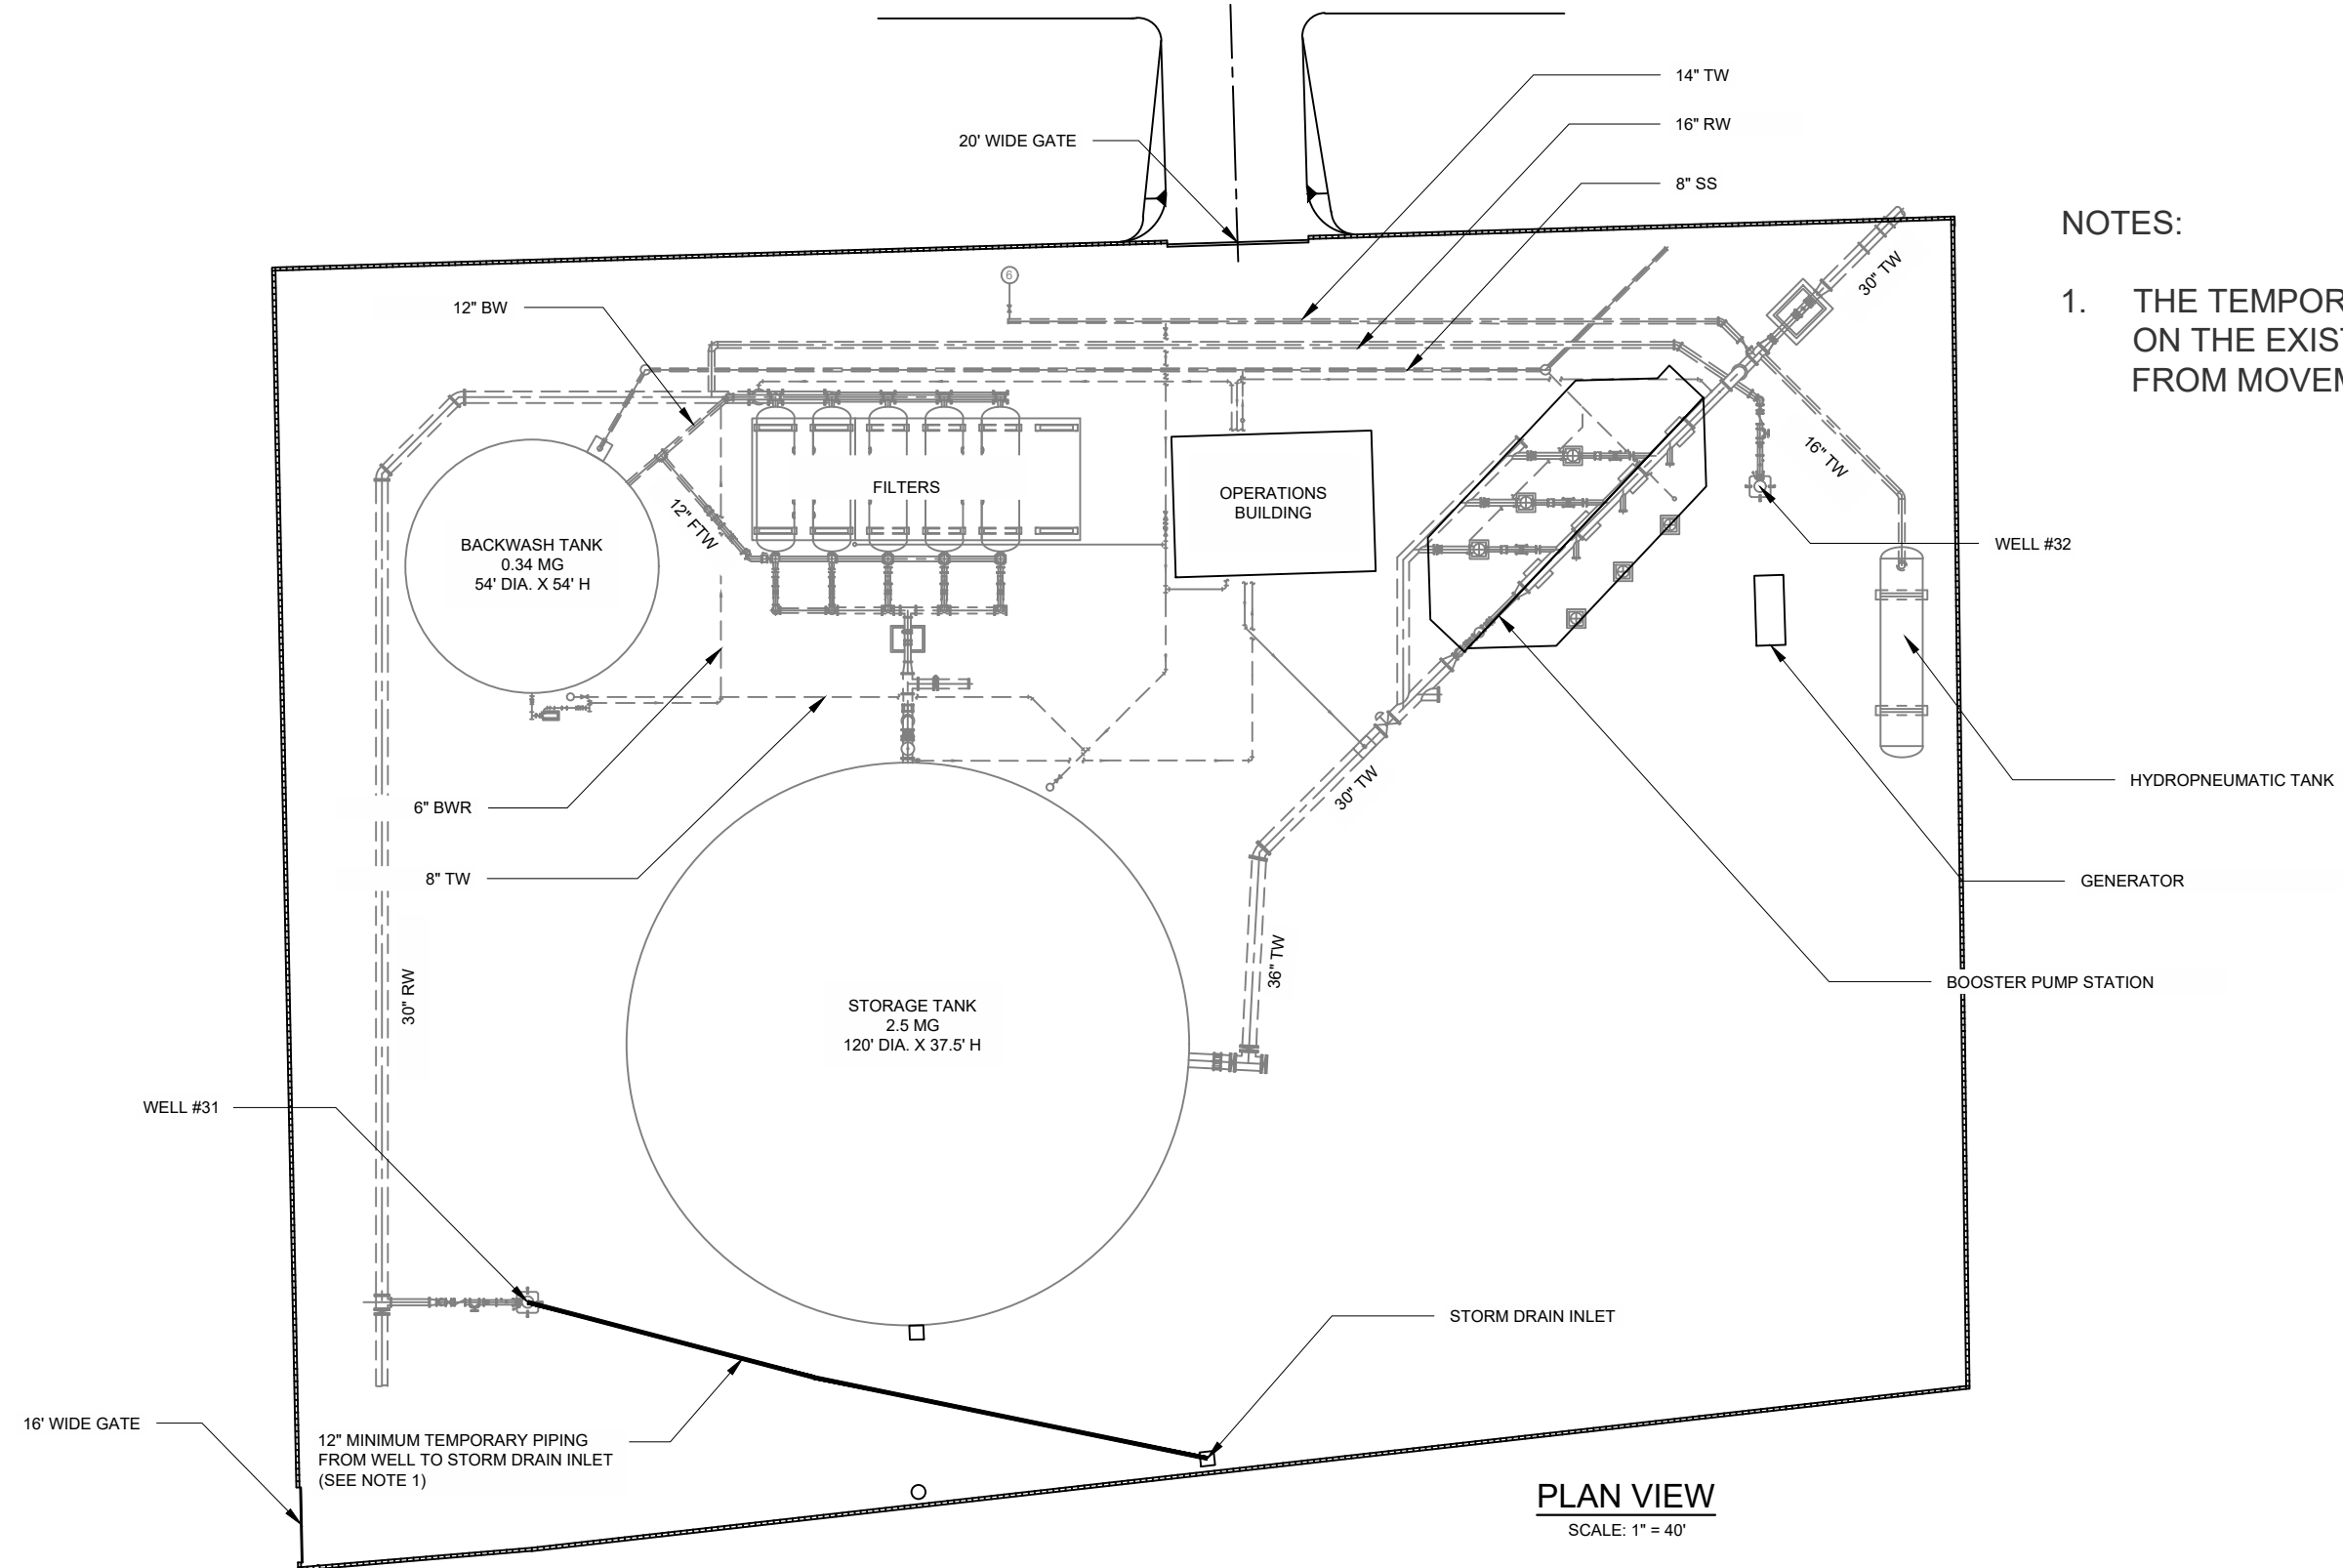 14" TW
16" RW
20' WIDE GATE
8" SS
NOTES:
30" TW
6
12" BW
1. THE TEMPOR
ON THE EXIST
FROM MOVEM
16" TW
FILTERS
OPERATIONS
BUILDING
12" FTW
BACKWASH TANK
0.34 MG
54' DIA. X 54' H
WELL #32
HYDROPNEUMATIC TANK
30" TW
6" BWR
8" TW
GENERATOR
36" TW
30" RW
BOOSTER PUMP STATION
STORAGE TANK
2.5 MG
120' DIA. X 37.5' H
WELL #31
STORM DRAIN INLET
16' WIDE GATE
12" MINIMUM TEMPORARY PIPING
FROM WELL TO STORM DRAIN INLET
(SEE NOTE 1)
PLAN VIEW
SCALE: 1" = 40'